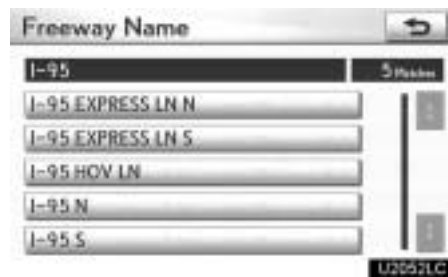 Freeway Name
I-95
5 Matches
I-95 EXPRESS LN N
I-95 EXPRESS LN S
I-95 HOV LN
I-95 N
I-95 S
U2052LC